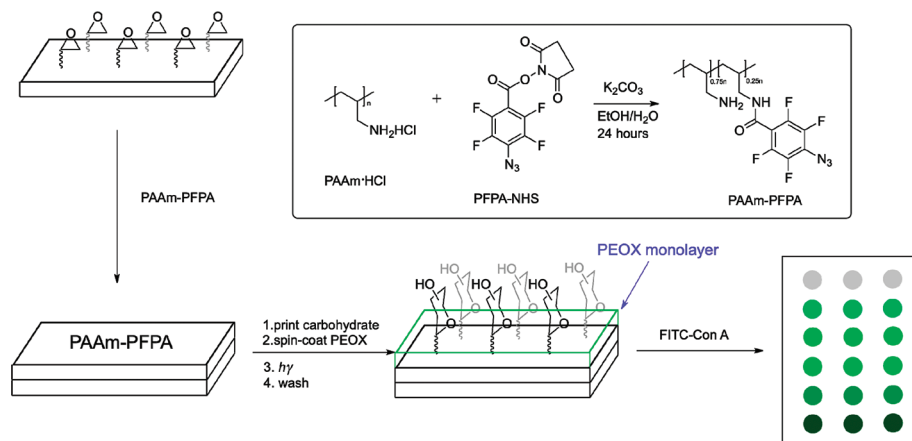 O O O
O O O
n
NH2HCl
PAAm·HCl
+
O
N
O
O
O
F F
F F
N3
PFPA-NHS
K2CO3
EtOH/H2O
24 hours
0.75n 0.25n
NH2 NH
O
F
F
F
F
N3
PAAm-PFPA
PAAm-PFPA
PAAm-PFPA
1.print carbohydrate
2.spin-coat PEOX
3. hγ
4. wash
PEOX monolayer
HO HO HO
HO HO HO
O O O
O O O
FITC-Con A